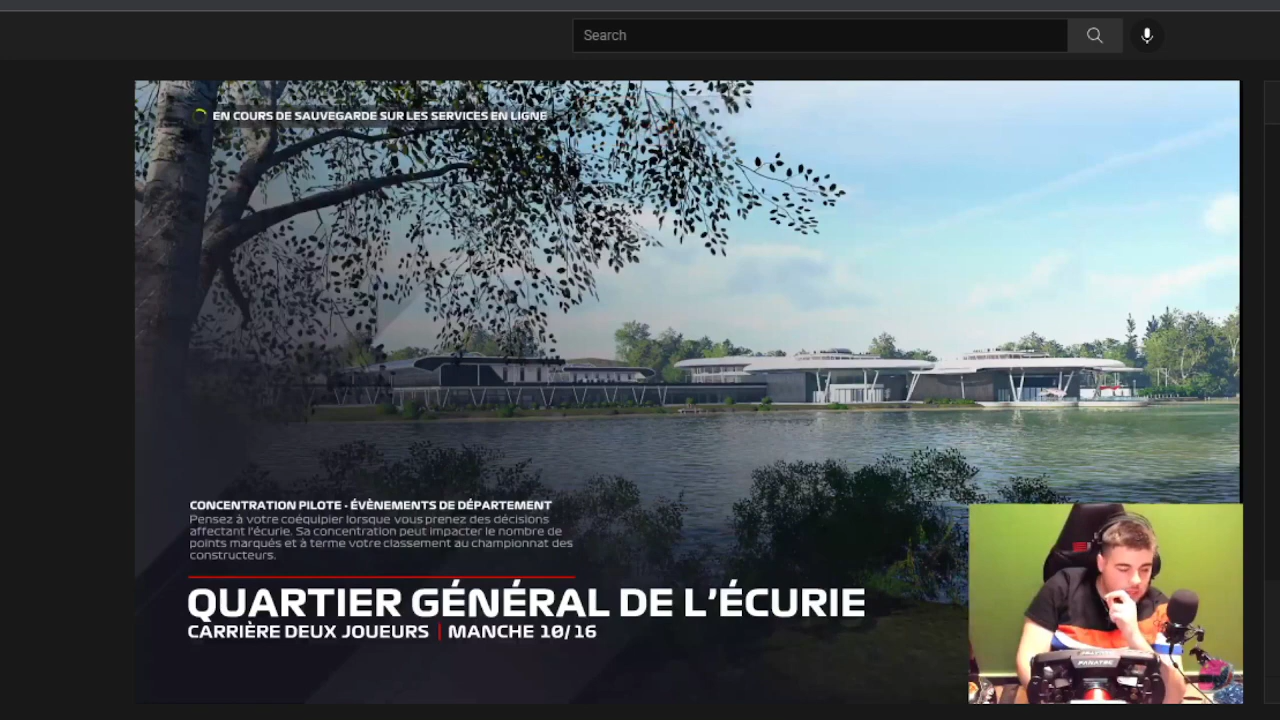 Search
EN COURS DE SAUVEGARDE SUR LES SERVICES EN LIGNE
CONCENTRATION PILOTE - ÉVÈNEMENTS DE DÉPARTEMENT
Pensez à votre coéquipier lorsque vous prenez des décisions
affectant l'écurie. Sa concentration peut impacter le nombre de
points marqués et à terme votre classement au championnat des
constructeurs.
QUARTIER GÉNÉRAL DE L'ÉCURIE
CARRIÈRE DEUX JOUEURS | MANCHE 10/16
FANATEC